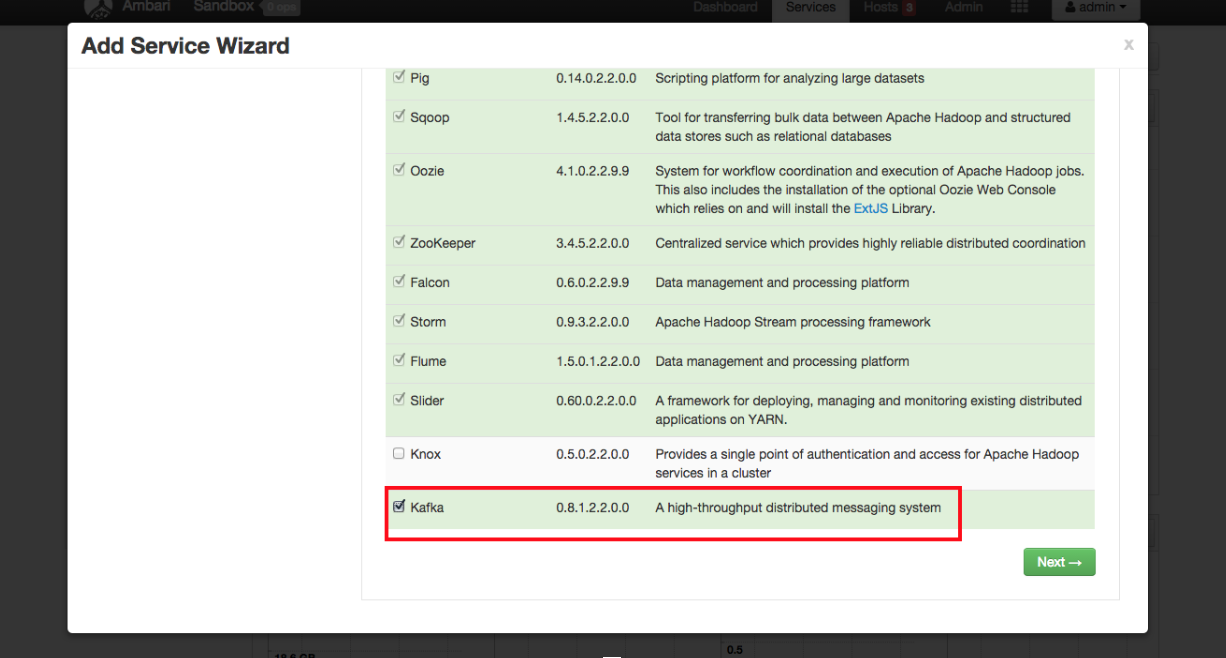 Ambari Sandbox 0 ops Dashboard Services Hosts 3 Admin admin
Add Service Wizard x
Pig 0.14.0.2.2.0.0 Scripting platform for analyzing large datasets
Sqoop 1.4.5.2.2.0.0 Tool for transferring bulk data between Apache Hadoop and structured
data stores such as relational databases
Oozie 4.1.0.2.2.9.9 System for workflow coordination and execution of Apache Hadoop jobs.
This also includes the installation of the optional Oozie Web Console
which relies on and will install the ExtJS Library.
ZooKeeper 3.4.5.2.2.0.0 Centralized service which provides highly reliable distributed coordination
Falcon 0.6.0.2.2.9.9 Data management and processing platform
Storm 0.9.3.2.2.0.0 Apache Hadoop Stream processing framework
Flume 1.5.0.1.2.2.0.0 Data management and processing platform
Slider 0.60.0.2.2.0.0 A framework for deploying, managing and monitoring existing distributed
applications on YARN.
Knox 0.5.0.2.2.0.0 Provides a single point of authentication and access for Apache Hadoop
services in a cluster
Kafka 0.8.1.2.2.0.0 A high-throughput distributed messaging system
Next →
18.6 GB 0.5